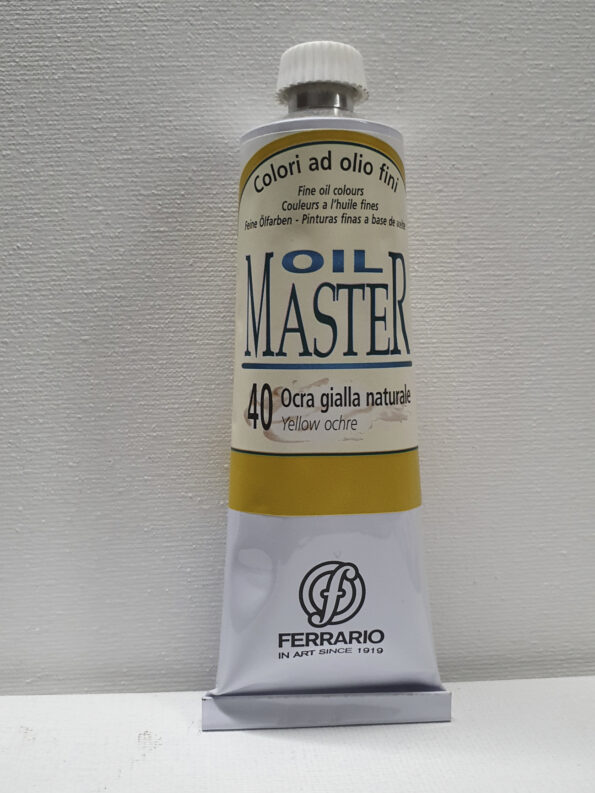 Colori ad olio fini
Fine oil colours
Couleurs a l'huile fines
Feine Ölfarben - Pinturas finas a base de aceite
OIL
MASTER
40 Ocra gialla naturale
Yellow ochre
FERRARIO
IN ART SINCE 1919